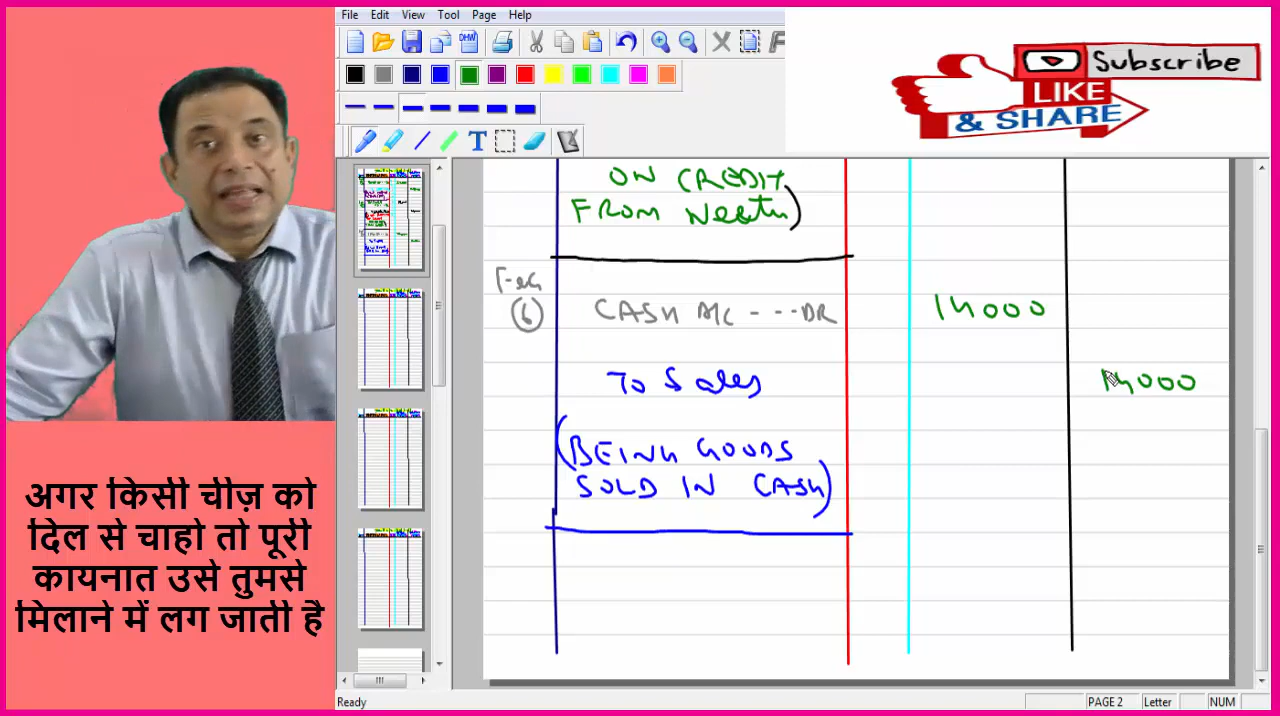 File Edit View Tool Page Help
DHW
T
Subscribe
LIKE
& SHARE
ON CREDIT
FROM Neetu)
6 CASH A/C - - - DR 14000
To Sales 14000
(BEING GOODS
SOLD IN CASH)
अगर किसी चीज़ को
दिल से चाहो तो पूरी
कायनात उसे तुमसे
मिलाने में लग जाती है
Ready PAGE 2 Letter NUM